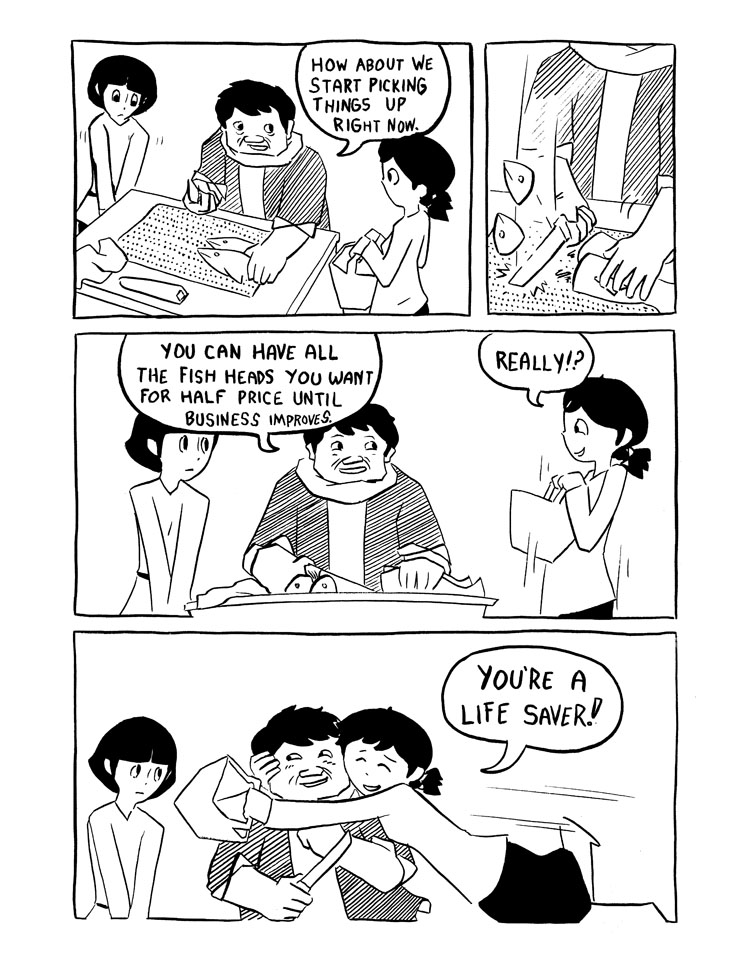 HOW ABOUT WE
START PICKING
THINGS UP
RIGHT NOW.
YOU CAN HAVE ALL
THE FISH HEADS YOU WANT
FOR HALF PRICE UNTIL
BUSINESS IMPROVES.
REALLY!?
YOU'RE A
LIFE SAVER!